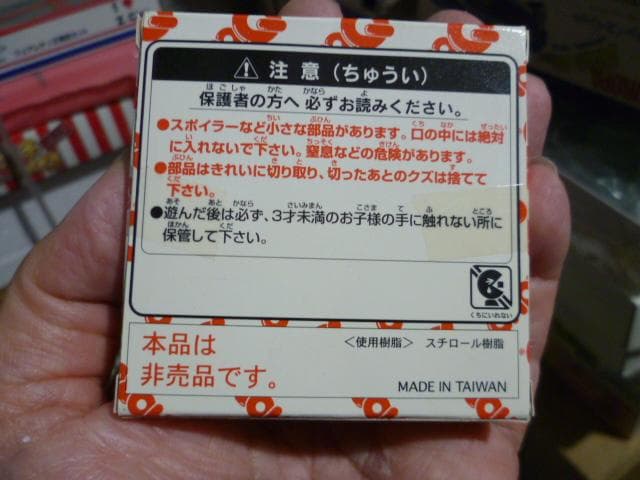 ⚠ 注意(ちゅうい)
保護者の方へ 必ずお読みください。
●スポイラーなど小さな部品があります。口の中には絶対
に入れないで下さい。窒息などの危険があります。
●部品はきれいに切り取り、切ったあとのクズは捨てて
下さい。
●遊んだ後は必ず、3才未満のお子様の手に触れない所に
保管して下さい。
くちにいれない
本品は
非売品です。
<使用樹脂> スチロール樹脂
MADE IN TAIWAN